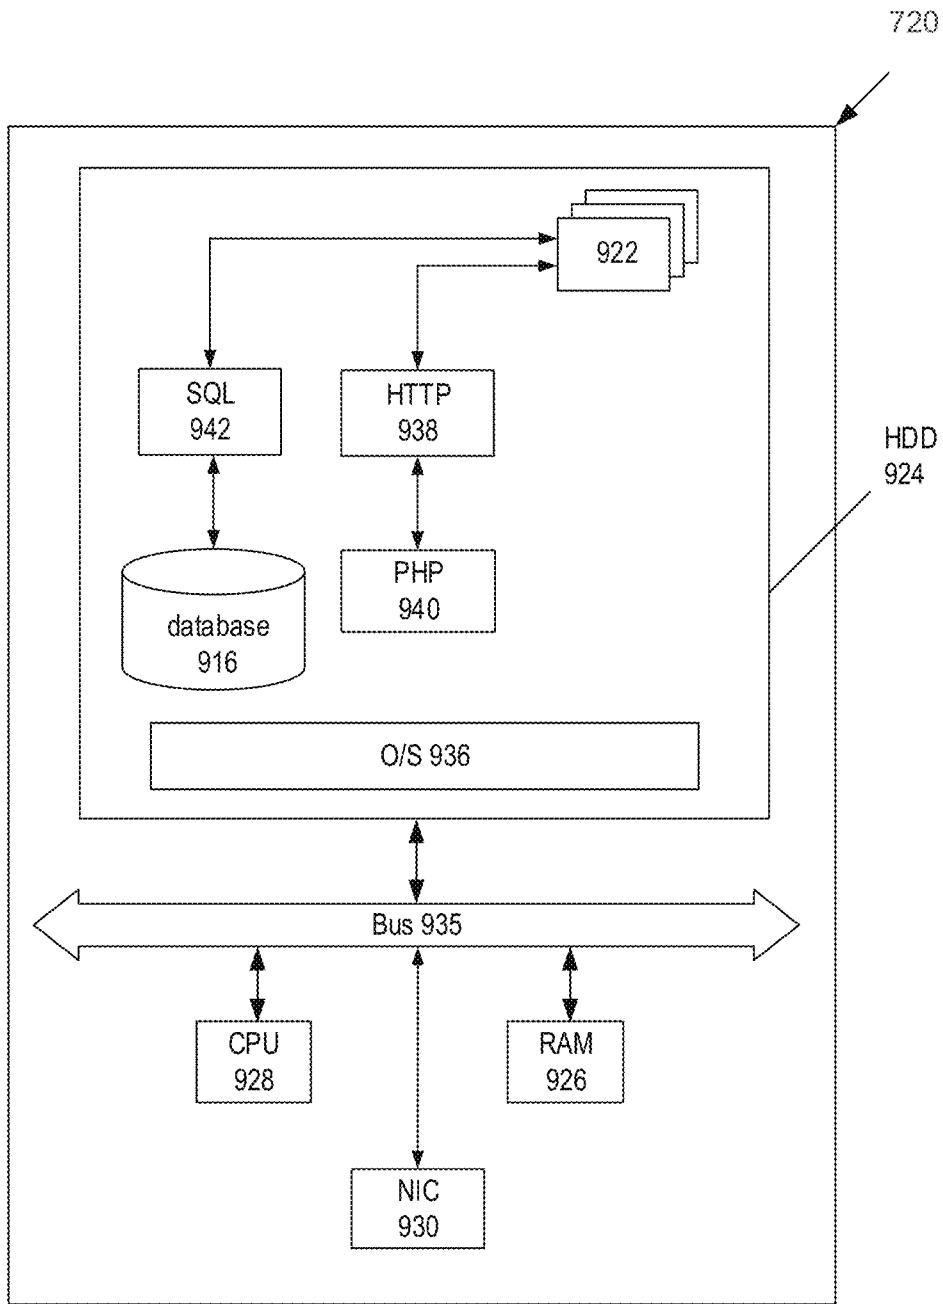 720
922
SQL
942
HTTP
938
HDD
924
PHP
940
database
916
O/S 936
Bus 935
CPU
928
RAM
926
NIC
930